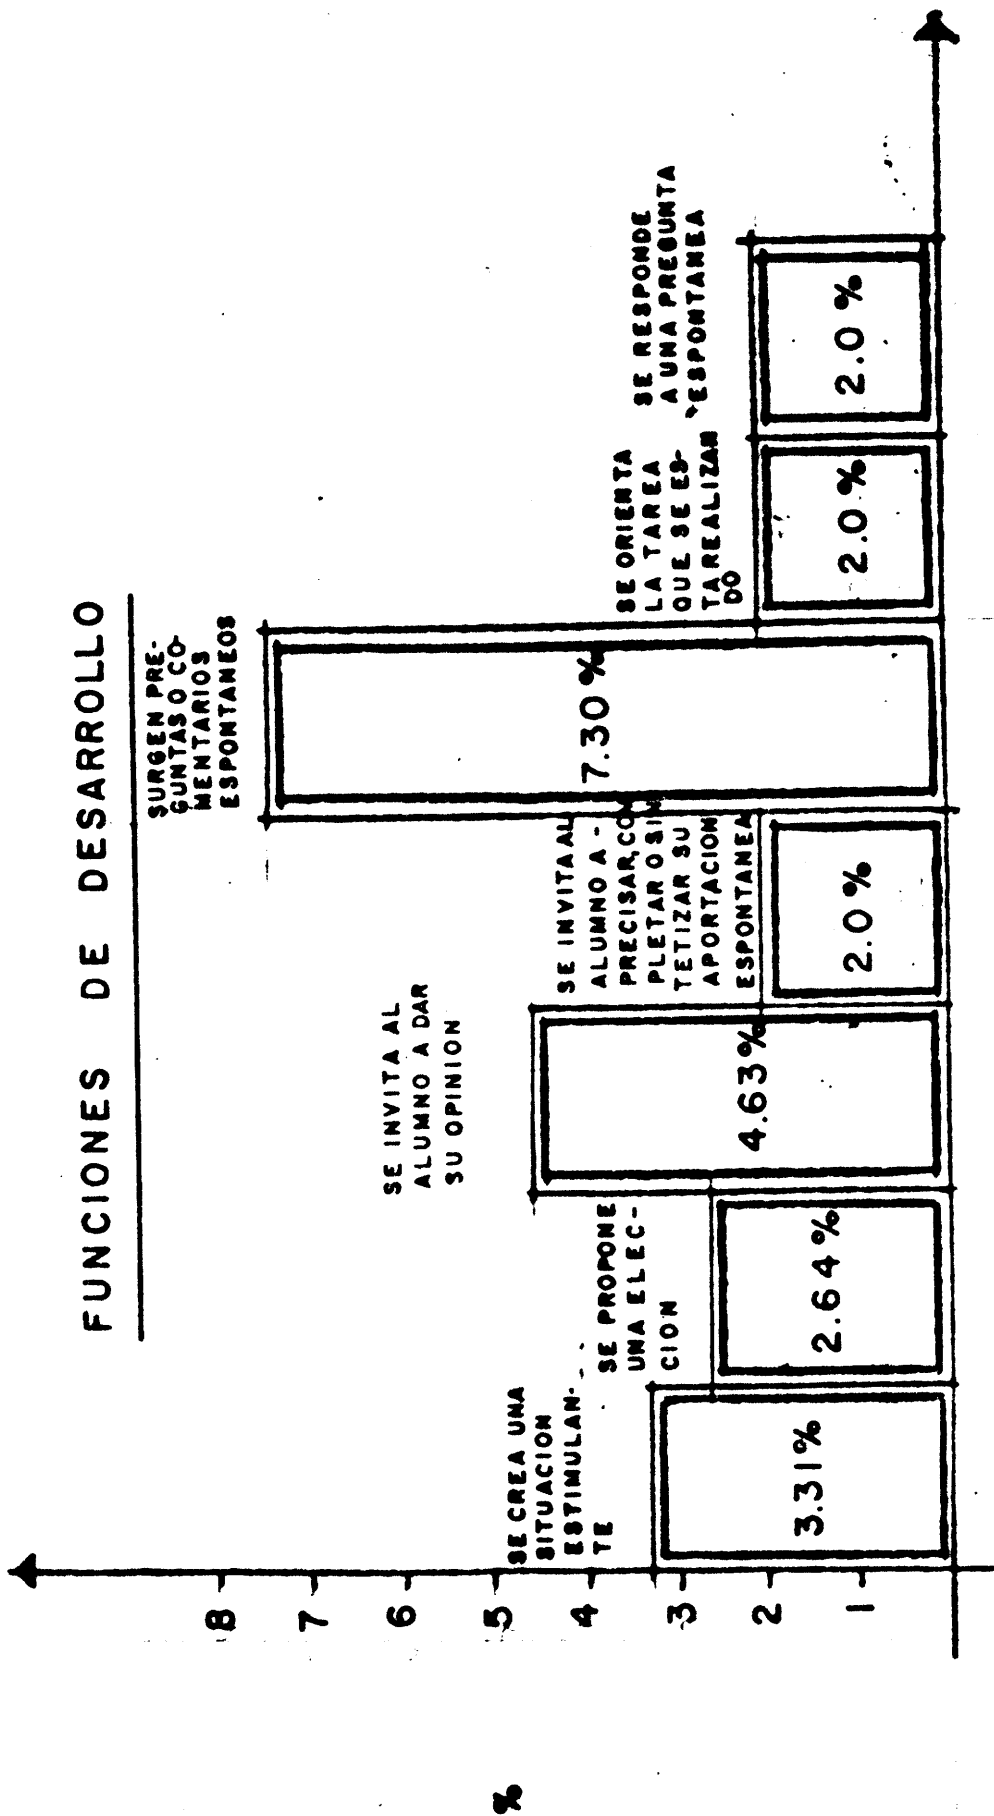 FUNCIONES DE DESARROLLO
%
8
7
6
5
4
3
2
1
SE CREA UNA
SITUACION
ESTIMULAN-
TE
3.31%
SE PROPONE
UNA ELEC-
CION
2.64%
SE INVITA AL
ALUMNO A DAR
SU OPINION
4.63%
SE INVITA AL
ALUMNO A -
PRECISAR, COM
PLETAR O SIN
TETIZAR SU
APORTACION
ESPONTANEA
2.0%
SURGEN PRE-
GUNTAS O CO-
MENTARIOS
ESPONTANEOS
7.30%
SE ORIENTA
LA TAREA
QUE SE ES-
TA REALIZAN
DO
2.0%
SE RESPONDE
A UNA PREGUNTA
ESPONTANEA
2.0%